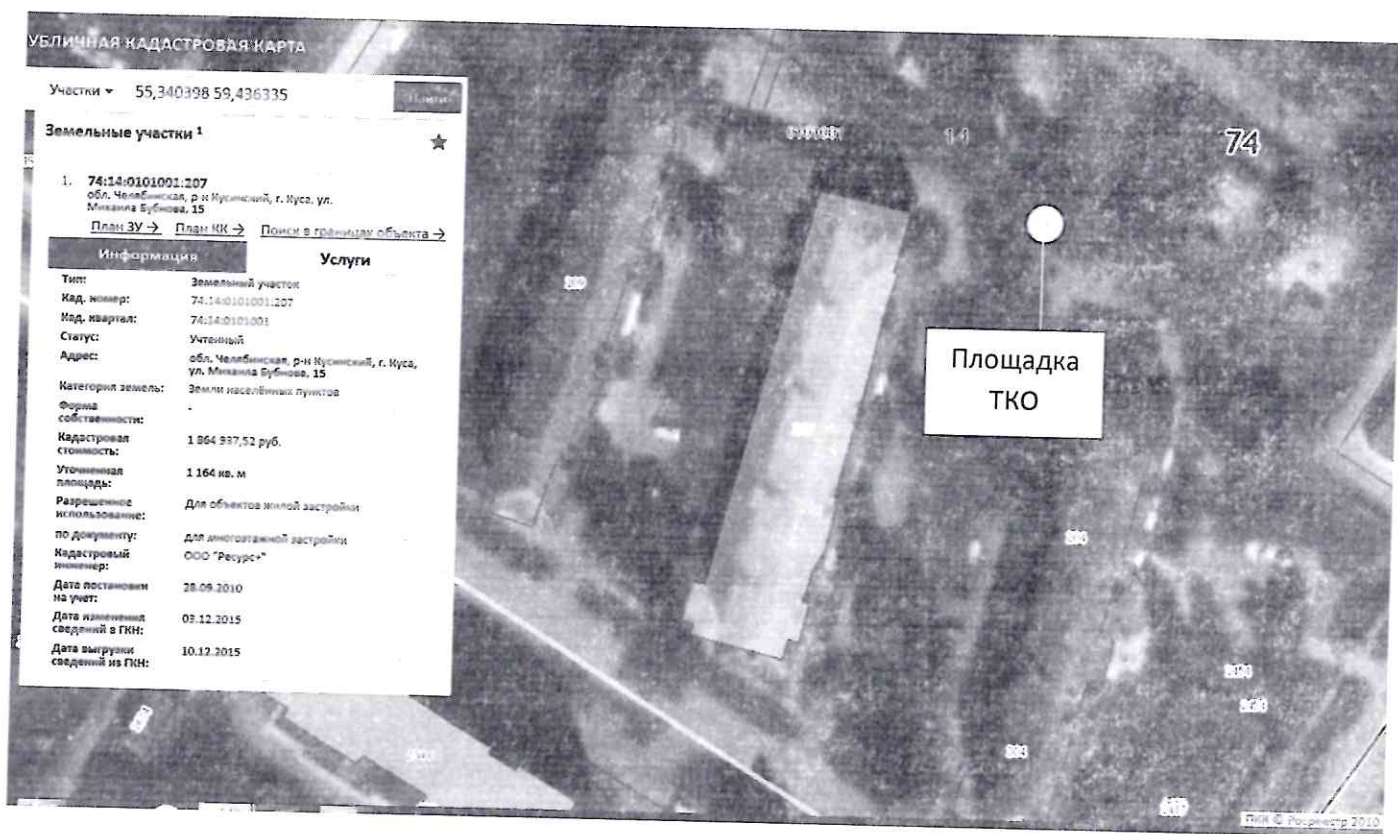 УБЛИЧНАЯ КАДАСТРОВАЯ КАРТА
Участки 55,340398 59,436335
Земельные участки 1
1. 74:14:0101001:207
обл. Челябинская, р-н Кусинский, г. Куса, ул.
Михаила Бубнова, 15
План ЗУ → План КК → Поиск в границах объекта →
Информация Услуги
Тип: Земельный участок
Кад. номер: 74:14:0101001:207
Кад. квартал: 74:14:0101001
Статус: Учтенный
Адрес: обл. Челябинская, р-н Кусинский, г. Куса,
ул. Михаила Бубнова, 15
Категория земель: Земли населённых пунктов
Форма
собственности: -
Кадастровая
стоимость: 1 864 937,52 руб.
Уточненная
площадь: 1 164 кв. м
Разрешенное
использование: Для объектов жилой застройки
по документу: для многоэтажной застройки
Кадастровый
инженер: ООО "Ресурс+"
Дата постановки
на учет: 28.09.2010
Дата изменения
сведений в ГКН: 03.12.2015
Дата выгрузки
сведений из ГКН: 10.12.2015
14
74
Площадка
ТКО
ПКК © Росреестр 2010